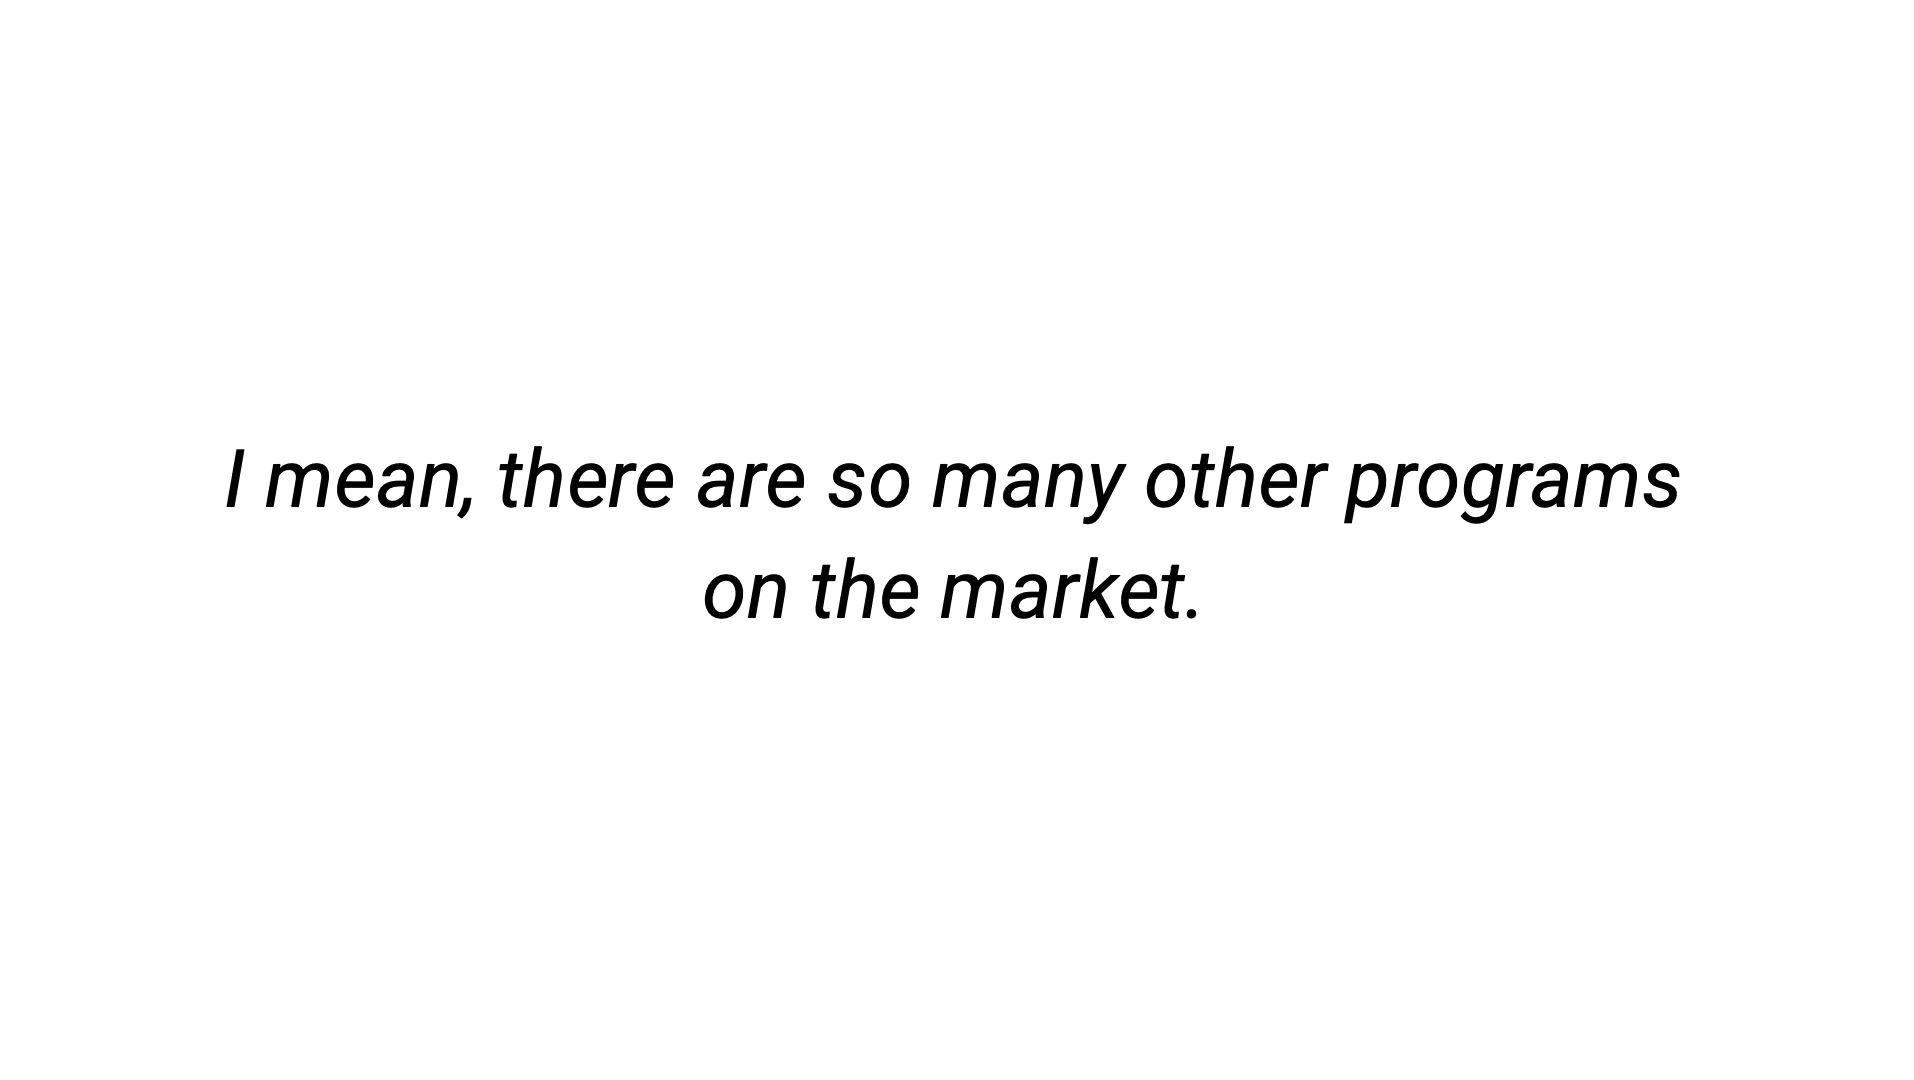 I mean, there are so many other programs
on the market.